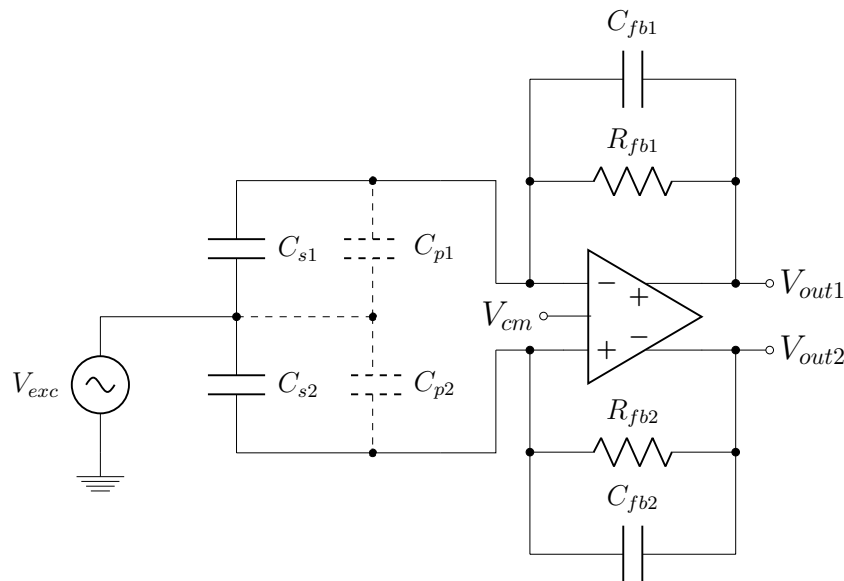 C_{fb1}
R_{fb1}
C_{s1}
C_{p1}
− +
V_{out1}
V_{cm}
V_{exc}
C_{s2}
C_{p2}
+ −
V_{out2}
R_{fb2}
C_{fb2}